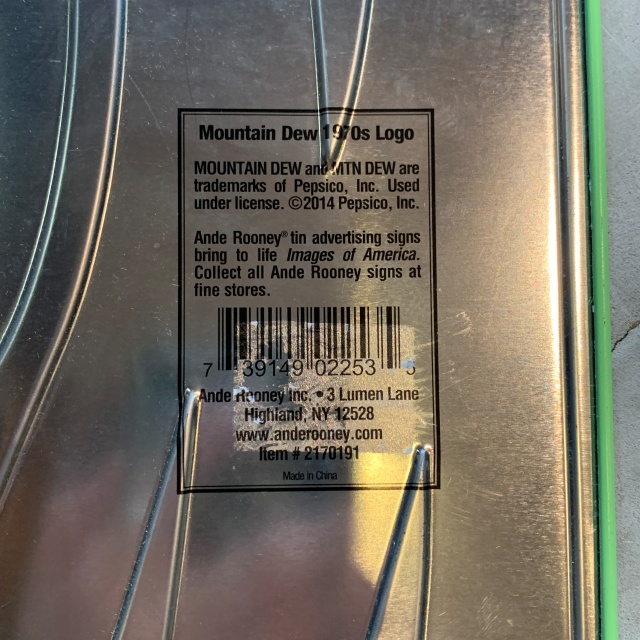 Mountain Dew 1970s Logo
MOUNTAIN DEW and MTN DEW are
trademarks of Pepsico, Inc. Used
under license. ©2014 Pepsico, Inc.
Ande Rooney® tin advertising signs
bring to life Images of America.
Collect all Ande Rooney signs at
fine stores.
7 39149 02253 5
Ande Rooney Inc. • 3 Lumen Lane
Highland, NY 12528
www.anderooney.com
Item # 2170191
Made in China